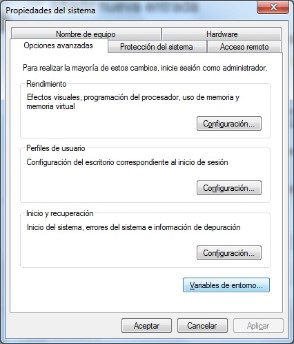 nueva entrada
Propiedades del sistema
Nombre de equipo
Hardware
Opciones avanzadas
Protección del sistema
Acceso remoto
Para realizar la mayoría de estos cambios, inicie sesión como administrador.
Rendimiento
Efectos visuales, programación del procesador, uso de memoria y
memoria virtual
Configuración...
Perfiles de usuario
Configuración del escritorio correspondiente al inicio de sesión
Configuración...
Inicio y recuperación
Inicio del sistema, errores del sistema e información de depuración
Configuración...
Variables de entorno...
Aceptar
Cancelar
Aplicar